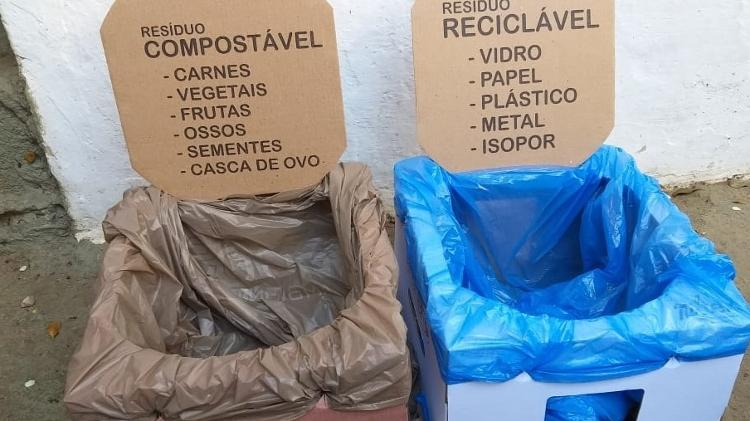 RESÍDUO
COMPOSTÁVEL
- CARNES
- VEGETAIS
- FRUTAS
- OSSOS
- SEMENTES
- CASCA DE OVO
RESÍDUO
RECICLÁVEL
- VIDRO
- PAPEL
- PLÁSTICO
- METAL
- ISOPOR